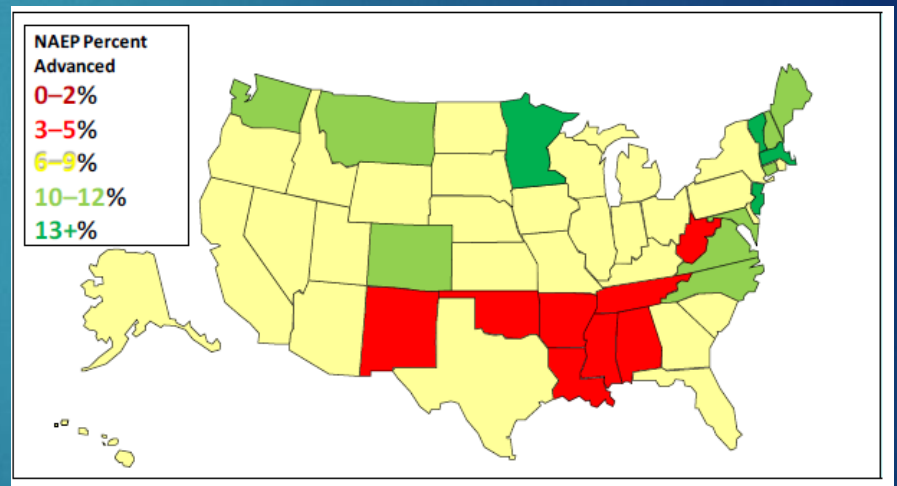 NAEP Percent
Advanced
0–2%
3–5%
6–9%
10–12%
13+%